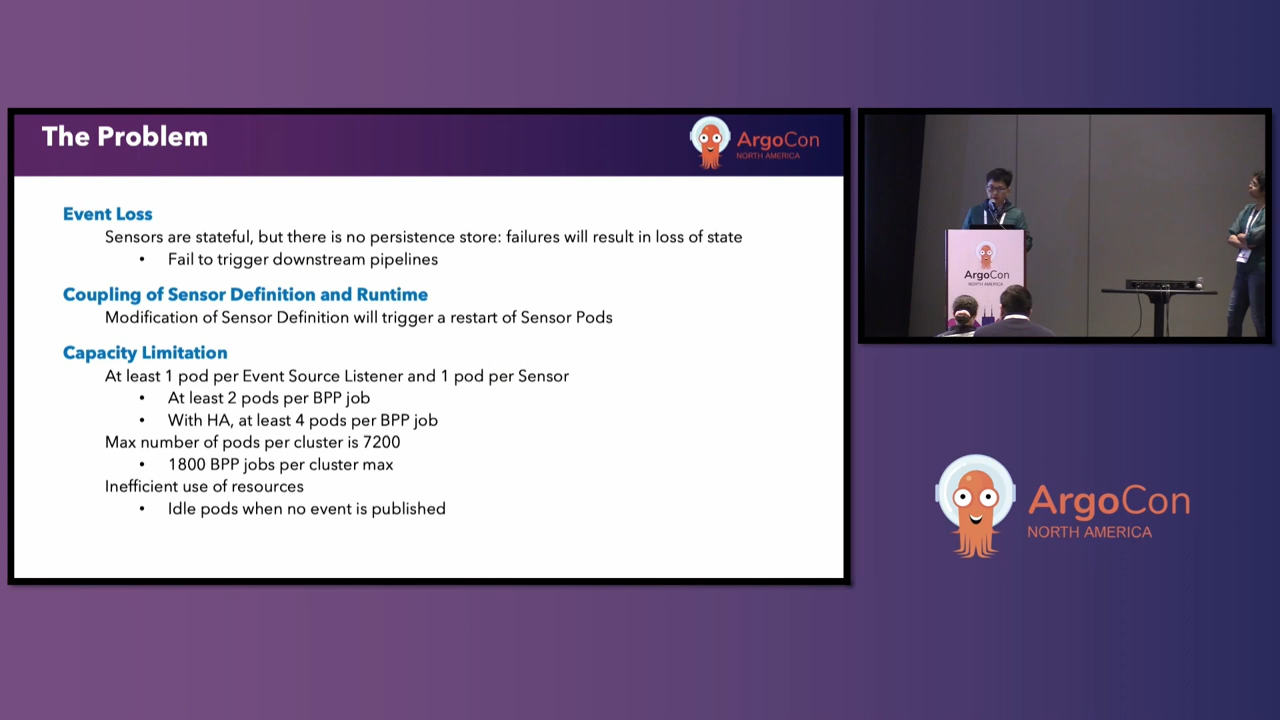 The Problem
ArgoCon
NORTH AMERICA
Event Loss
Sensors are stateful, but there is no persistence store: failures will result in loss of state
• Fail to trigger downstream pipelines
Coupling of Sensor Definition and Runtime
Modification of Sensor Definition will trigger a restart of Sensor Pods
Capacity Limitation
At least 1 pod per Event Source Listener and 1 pod per Sensor
• At least 2 pods per BPP job
• With HA, at least 4 pods per BPP job
Max number of pods per cluster is 7200
• 1800 BPP jobs per cluster max
Inefficient use of resources
• Idle pods when no event is published
ArgoCon
NORTH AMERICA
ArgoCon
NORTH AMERICA